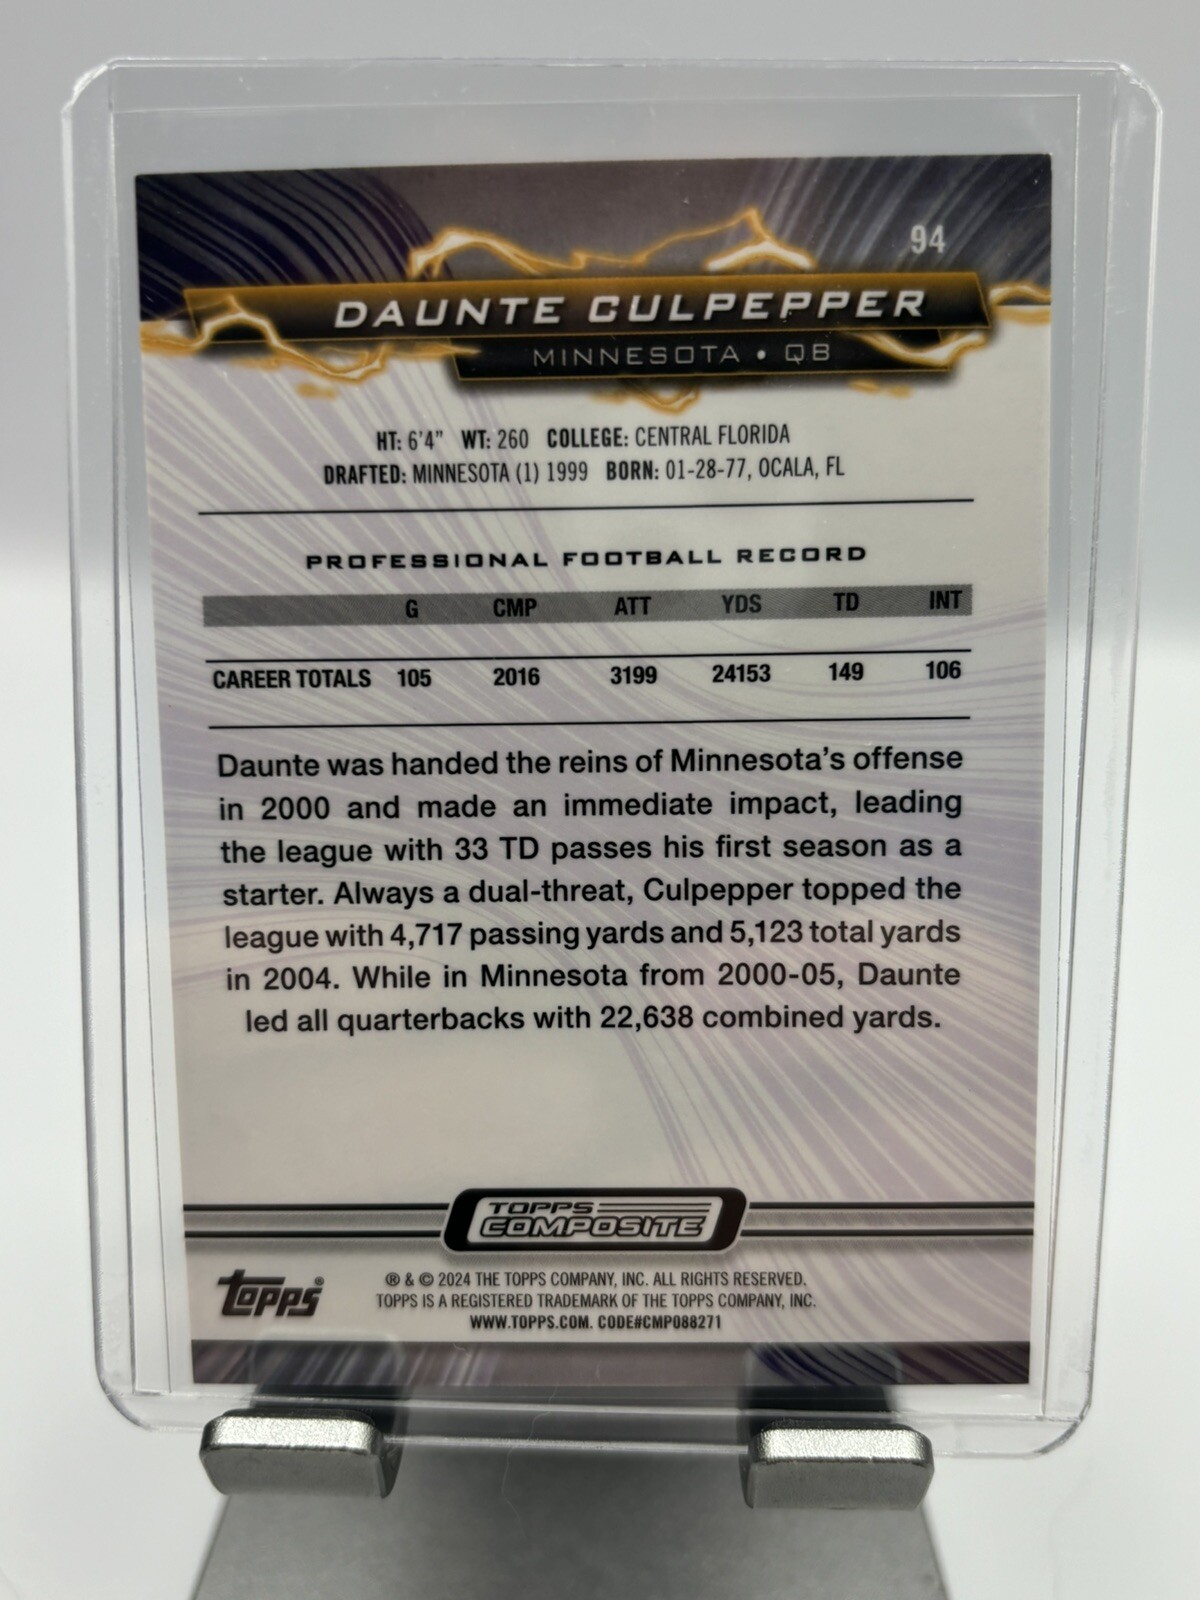 94
DAUNTE CULPEPPER
MINNESOTA • QB
HT: 6'4" WT: 260 COLLEGE: CENTRAL FLORIDA
DRAFTED: MINNESOTA (1) 1999 BORN: 01-28-77, OCALA, FL
PROFESSIONAL FOOTBALL RECORD
G CMP ATT YDS TD INT
CAREER TOTALS 105 2016 3199 24153 149 106
Daunte was handed the reins of Minnesota's offense
in 2000 and made an immediate impact, leading
the league with 33 TD passes his first season as a
starter. Always a dual-threat, Culpepper topped the
league with 4,717 passing yards and 5,123 total yards
in 2004. While in Minnesota from 2000-05, Daunte
led all quarterbacks with 22,638 combined yards.
TOPPS
COMPOSITE
topps®
® & © 2024 THE TOPPS COMPANY, INC. ALL RIGHTS RESERVED.
TOPPS IS A REGISTERED TRADEMARK OF THE TOPPS COMPANY, INC.
WWW.TOPPS.COM. CODE#CMP088271